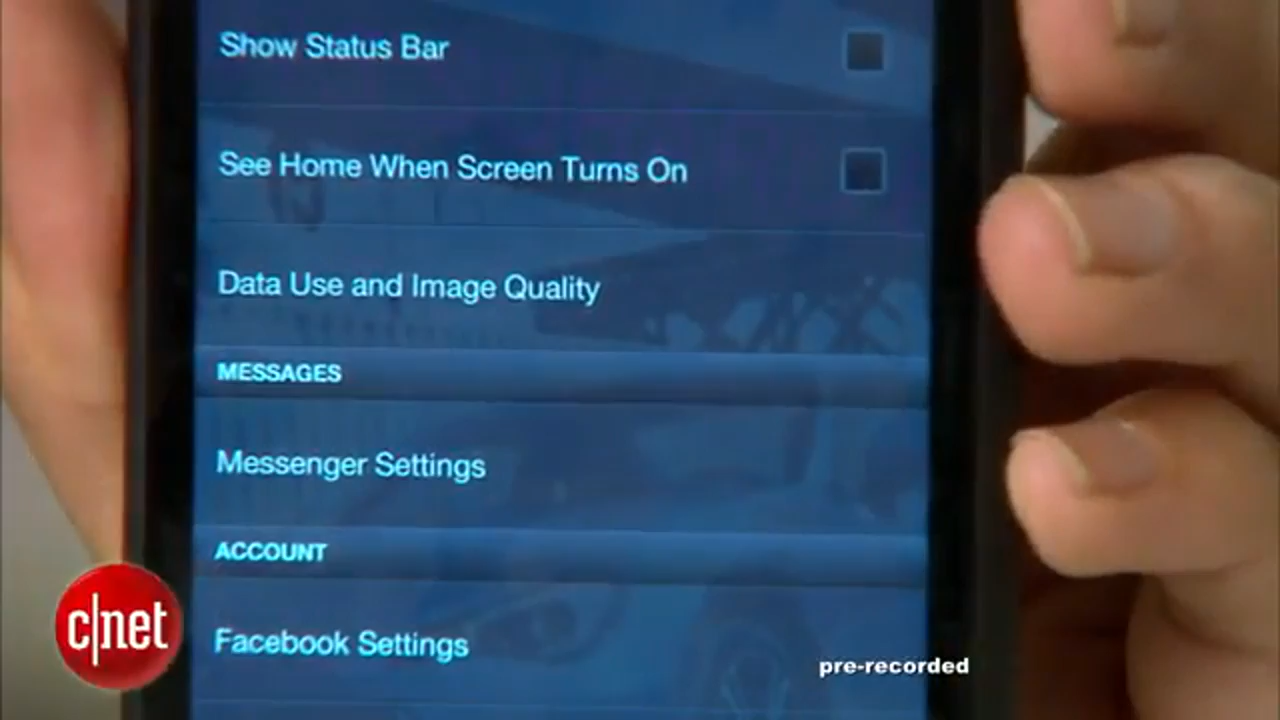 Show Status Bar
See Home When Screen Turns On
Data Use and Image Quality
MESSAGES
Messenger Settings
ACCOUNT
Facebook Settings
c|net
pre-recorded